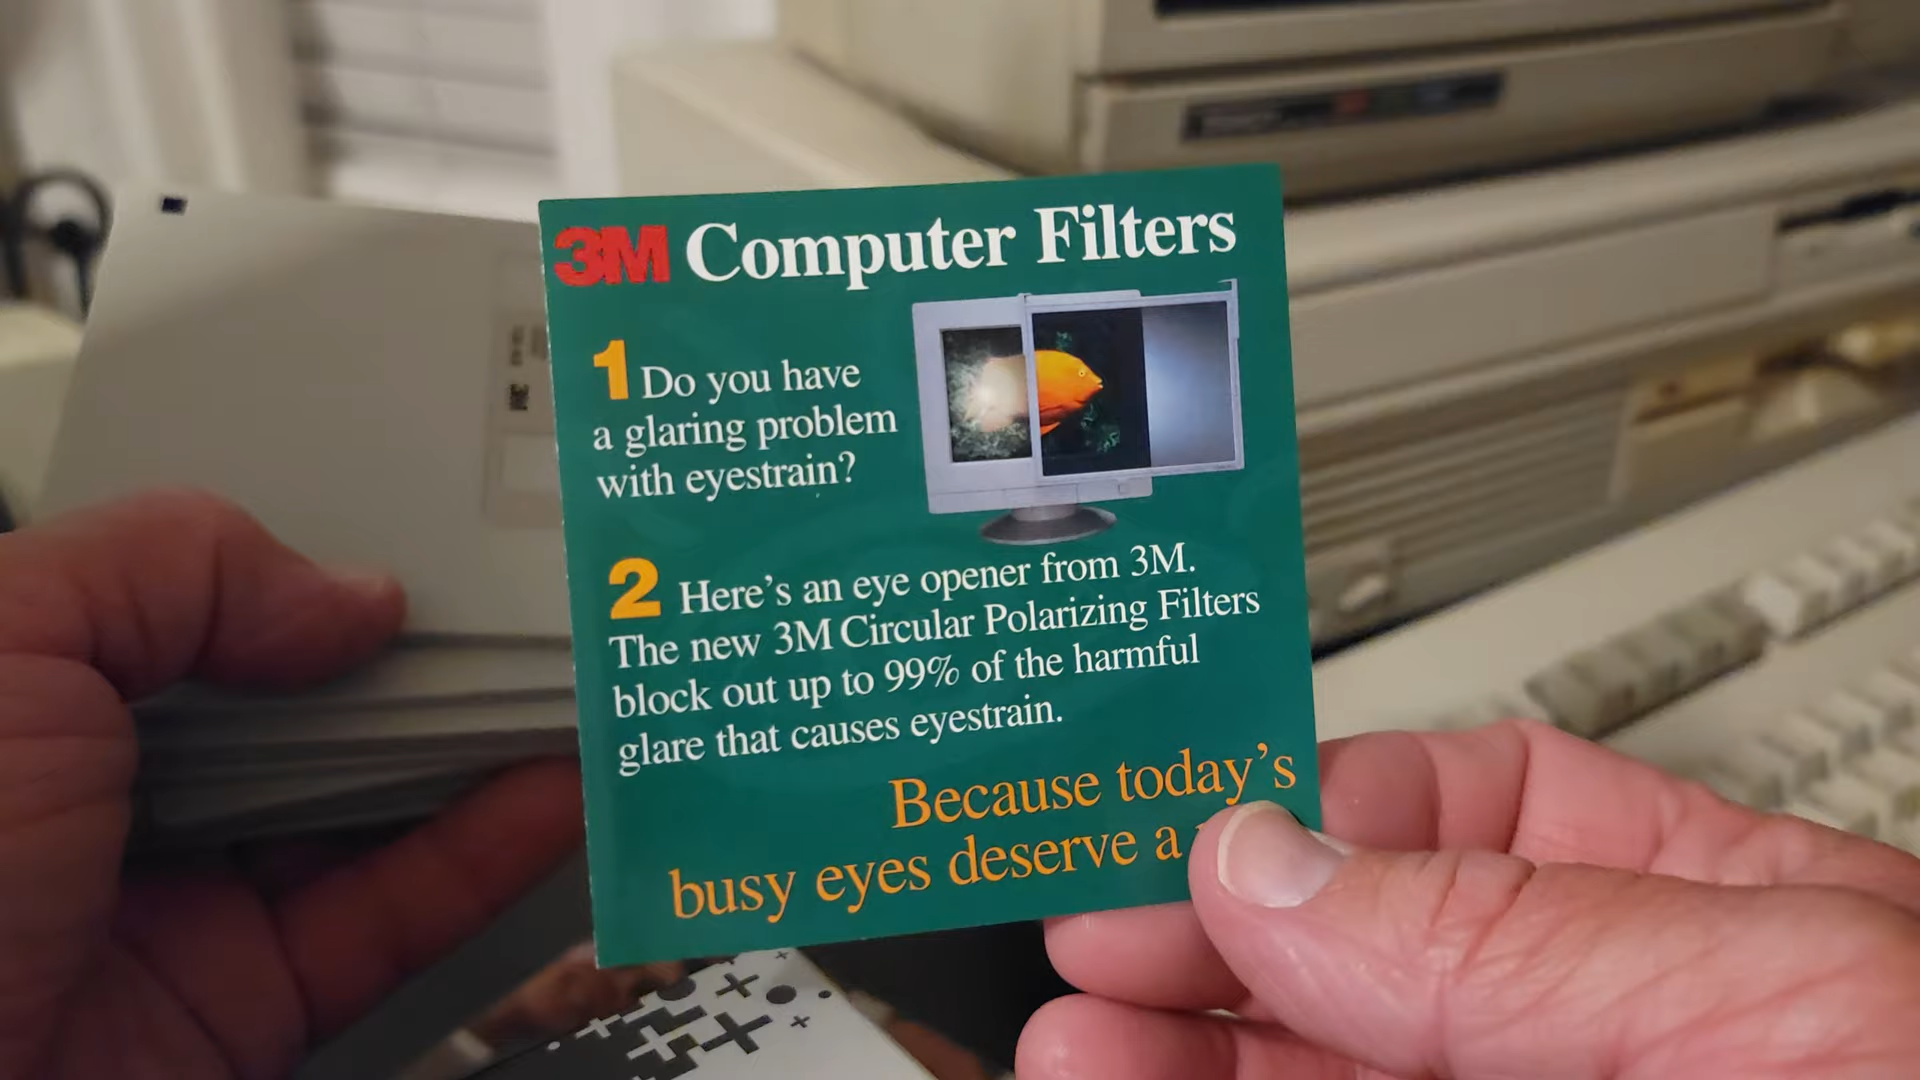 3M Computer Filters
1 Do you have
a glaring problem
with eyestrain?
2 Here's an eye opener from 3M.
The new 3M Circular Polarizing Filters
block out up to 99% of the harmful
glare that causes eyestrain.
Because today's
busy eyes deserve a